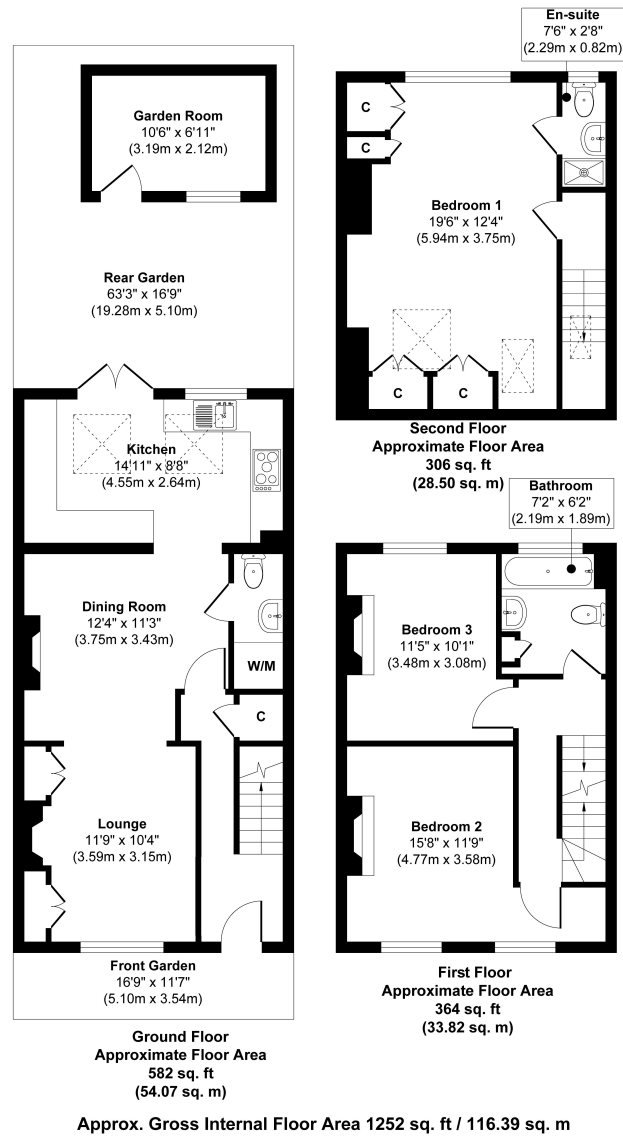 Garden Room
10'6" x 6'11"
(3.19m x 2.12m)
Rear Garden
63'3" x 16'9"
(19.28m x 5.10m)
Kitchen
14'11" x 8'8"
(4.55m x 2.64m)
Dining Room
12'4" x 11'3"
(3.75m x 3.43m)
W/M
C
Lounge
11'9" x 10'4"
(3.59m x 3.15m)
Front Garden
16'9" x 11'7"
(5.10m x 3.54m)
Ground Floor
Approximate Floor Area
582 sq. ft
(54.07 sq. m)
En-suite
7'6" x 2'8"
(2.29m x 0.82m)
C
C
Bedroom 1
19'6" x 12'4"
(5.94m x 3.75m)
C
C
Second Floor
Approximate Floor Area
306 sq. ft
(28.50 sq. m)
Bathroom
7'2" x 6'2"
(2.19m x 1.89m)
Bedroom 3
11'5" x 10'1"
(3.48m x 3.08m)
Bedroom 2
15'8" x 11'9"
(4.77m x 3.58m)
First Floor
Approximate Floor Area
364 sq. ft
(33.82 sq. m)
Approx. Gross Internal Floor Area 1252 sq. ft / 116.39 sq. m